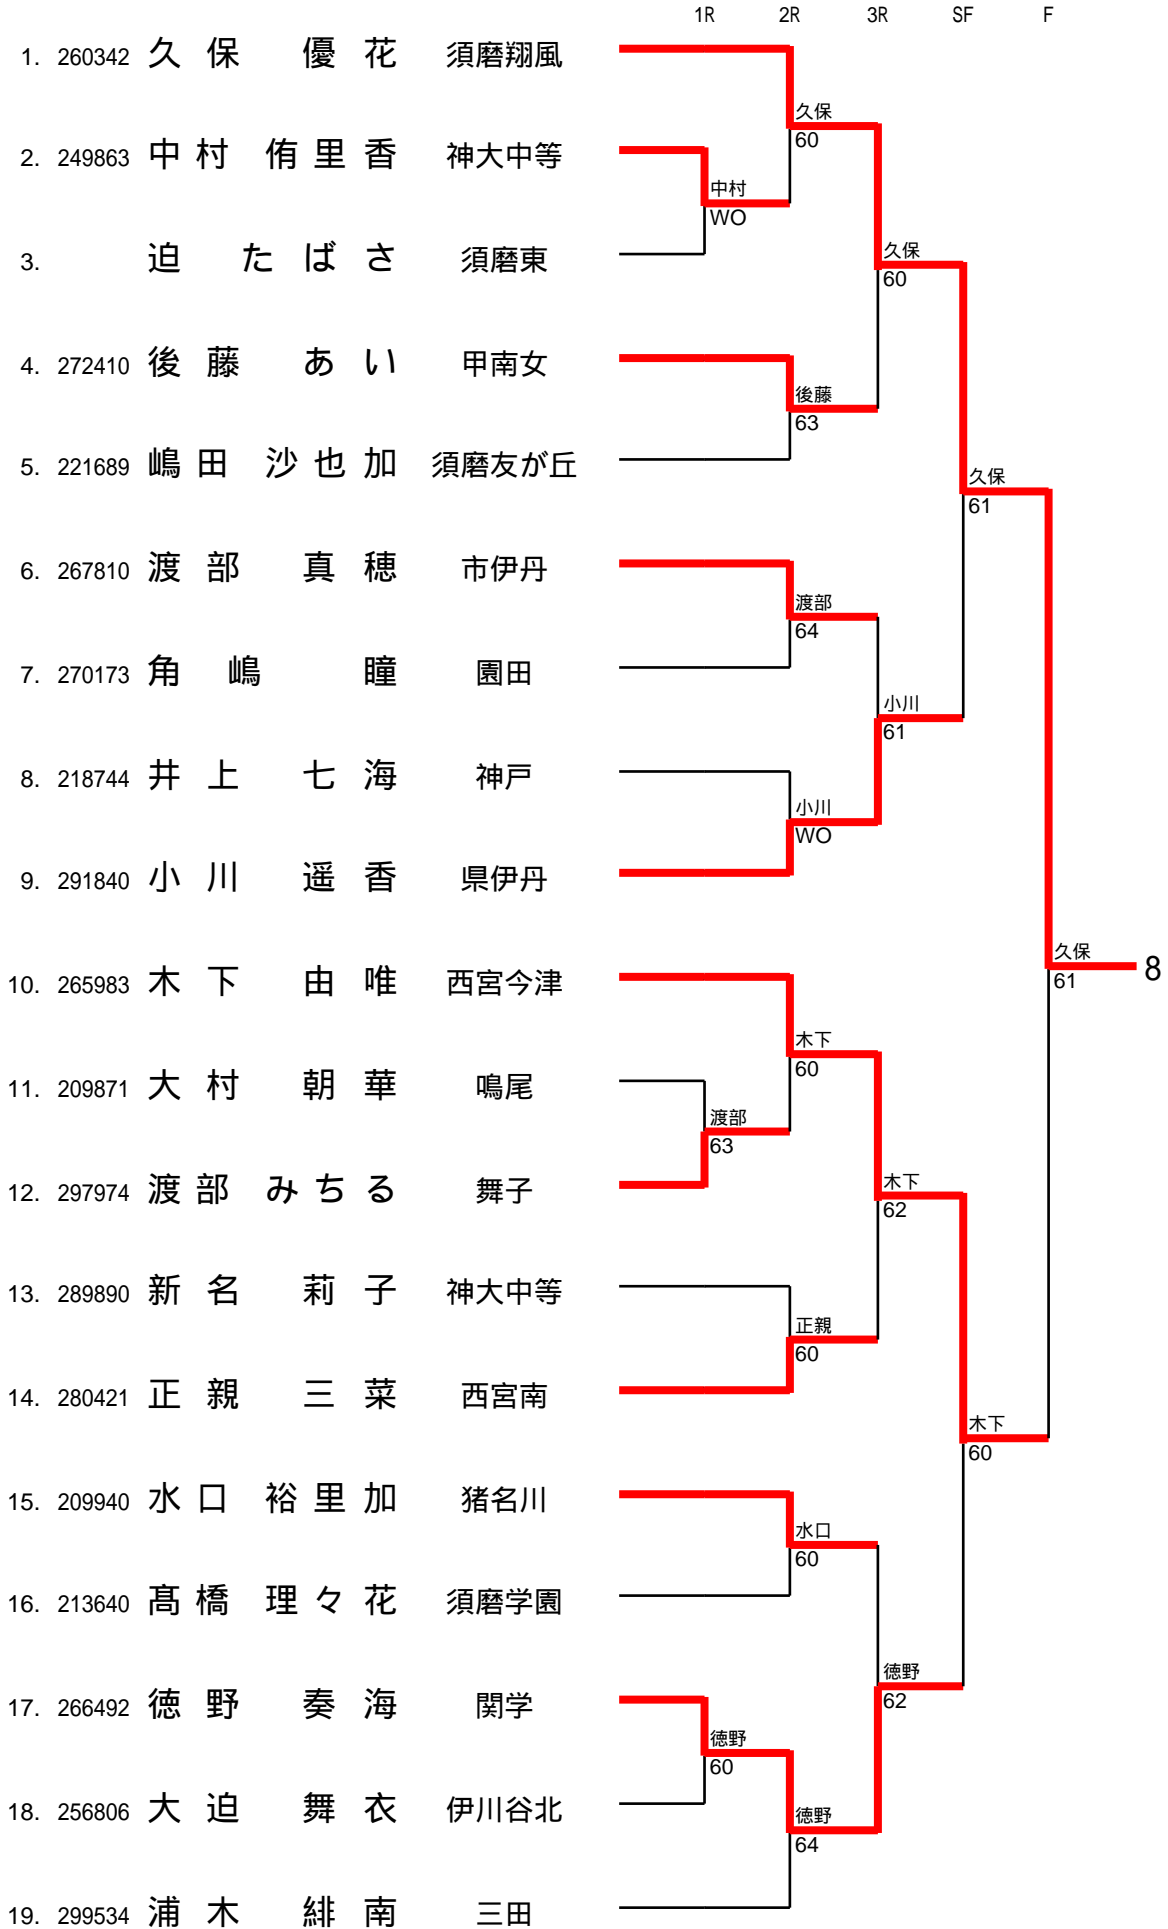 1R 2R 3R SF F
1. 260342 久保 優花 須磨翔風
久保
60
2. 249863 中村 侑里香 神大中等
中村
WO
3. 迫 たばさ 須磨東
久保
60
4. 272410 後藤 あい 甲南女
後藤
63
5. 221689 嶋田 沙也加 須磨友が丘
久保
61
6. 267810 渡部 真穂 市伊丹
渡部
64
7. 270173 角嶋 瞳 園田
小川
61
8. 218744 井上 七海 神戸
小川
WO
9. 291840 小川 遥香 県伊丹
久保
61
8
10. 265983 木下 由唯 西宮今津
木下
60
11. 209871 大村 朝華 鳴尾
渡部
63
12. 297974 渡部 みちる 舞子
木下
62
13. 289890 新名 莉子 神大中等
正親
60
14. 280421 正親 三菜 西宮南
木下
60
15. 209940 水口 裕里加 猪名川
水口
60
16. 213640 髙橋 理々花 須磨学園
徳野
62
17. 266492 徳野 奏海 関学
徳野
60
18. 256806 大迫 舞衣 伊川谷北
徳野
64
19. 299534 浦木 緋南 三田